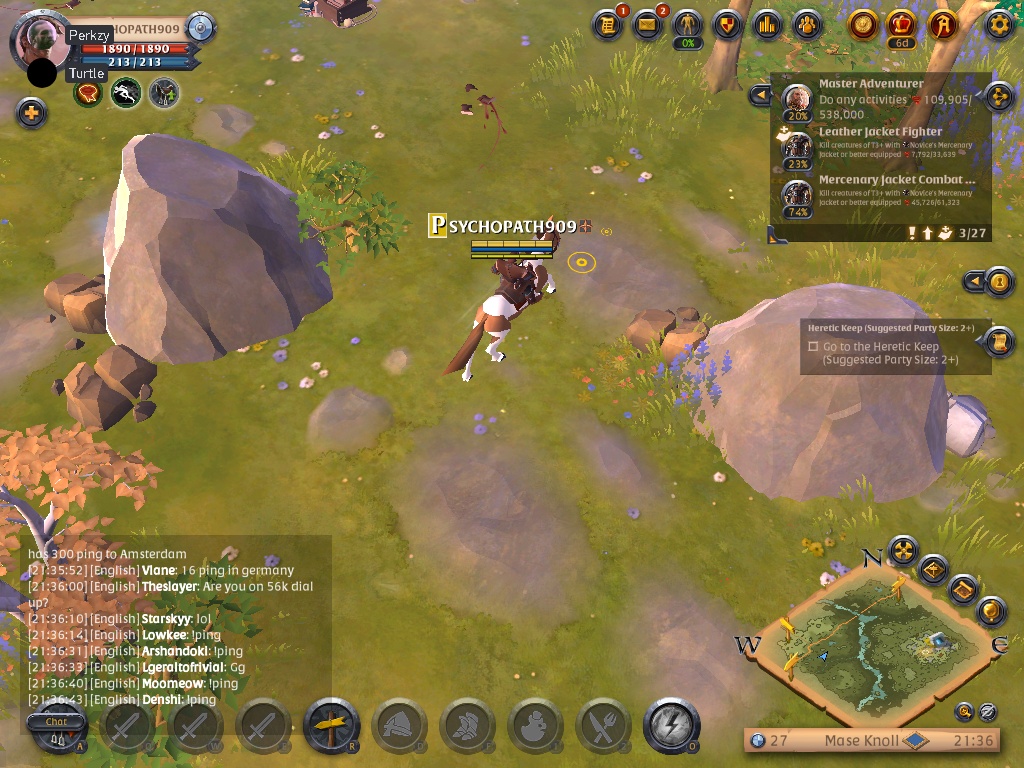 Perkzy
HOPATH909
1890 / 1890
213 / 213
Turtle
1
2
0%
6d
Master Adventurer
Do any activities 109,905/
538,000
20%
Leather Jacket Fighter
Kill creatures of T3+ with Novice's Mercenary
Jacket or better equipped 7,792/33,639
23%
Mercenary Jacket Combat ...
Kill creatures of T3+ with Novice's Mercenary
Jacket or better equipped 45,726/61,323
74%
3/27
PSYCHOPATH909
Heretic Keep (Suggested Party Size: 2+)
Go to the Heretic Keep
(Suggested Party Size: 2+)
has 300 ping to Amsterdam
[21:35:52] [English] Vlane: 16 ping in germany
[21:36:00] [English] Theslayer: Are you on 56k dial
up?
[21:36:10] [English] Starskyy: lol
[21:36:14] [English] Lowkee: !ping
[21:36:31] [English] Arshandoki: !ping
[21:36:33] [English] Lgeraltofrivial: Gg
[21:36:40] [English] Moomeow: !ping
[21:36:43] [English] Denshi: !ping
Chat
A
Q
W
E
R
D
F
O
N
W
E
27
Mase Knoll
21:36